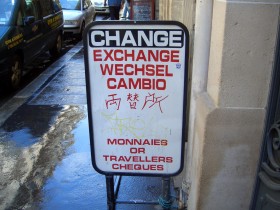 CHANGE
EXCHANGE
WECHSEL
CAMBIO
両替所
MONNAIES
OR
TRAVELLERS
CHEQUES